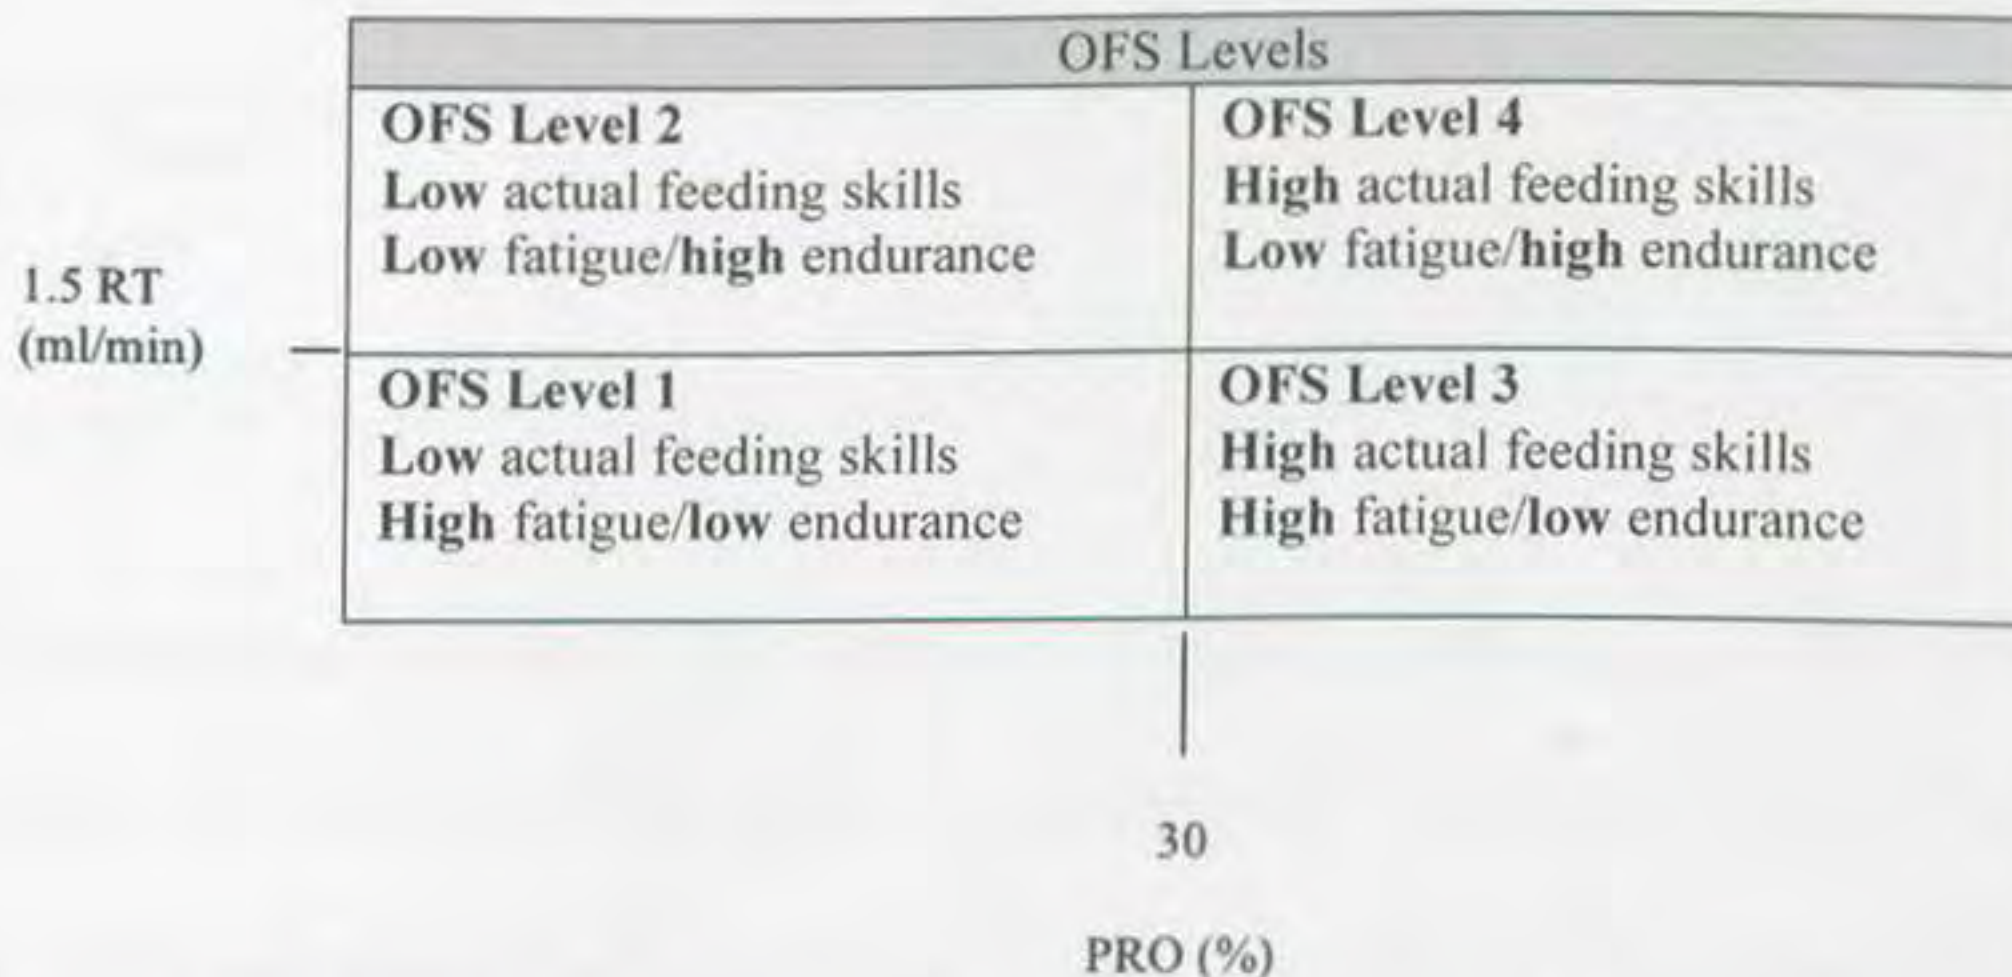 OFS Levels
OFS Level 2
Low actual feeding skills
Low fatigue/high endurance
OFS Level 4
High actual feeding skills
Low fatigue/high endurance
1.5 RT
(ml/min)
OFS Level 1
Low actual feeding skills
High fatigue/low endurance
OFS Level 3
High actual feeding skills
High fatigue/low endurance
30
PRO (%)